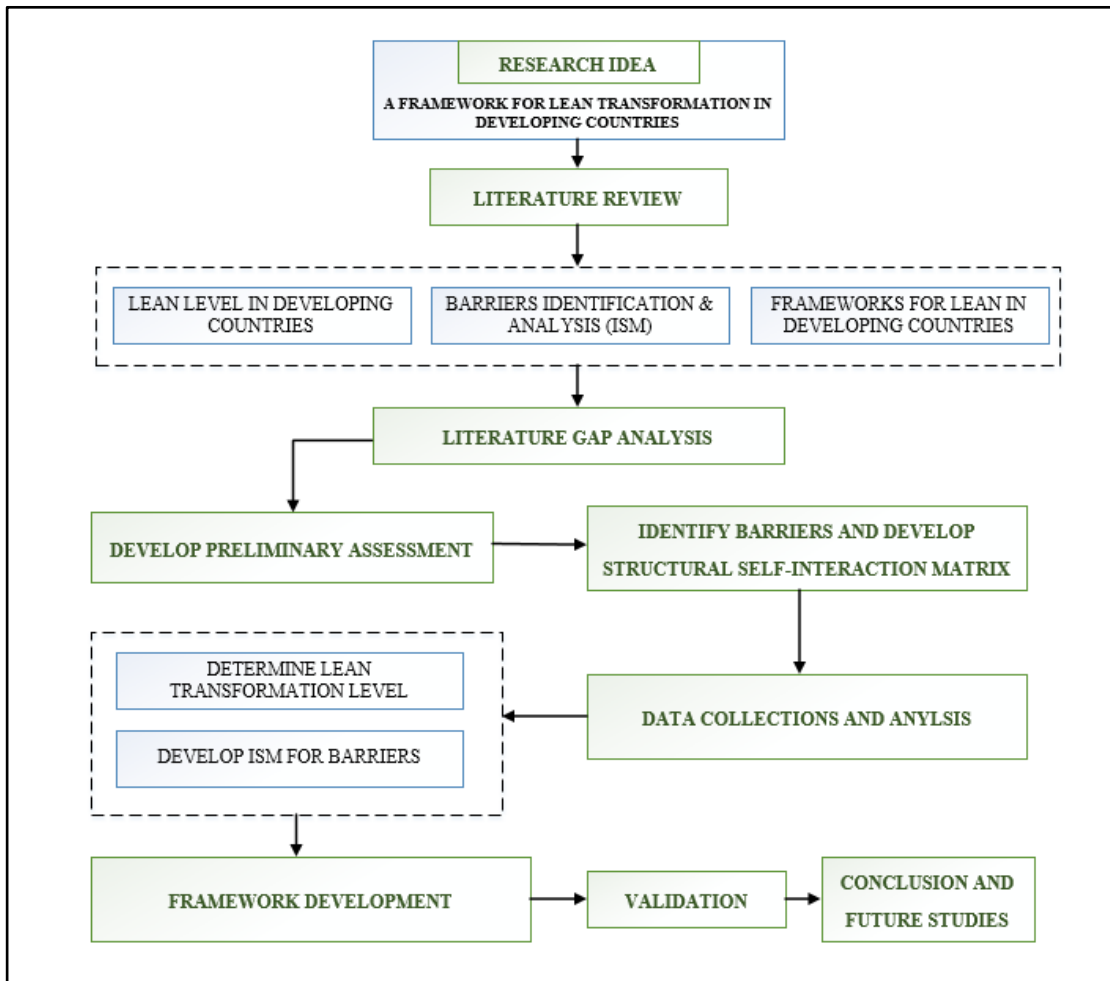 RESEARCH IDEA
A FRAMEWORK FOR LEAN TRANSFORMATION IN
DEVELOPING COUNTRIES
LITERATURE REVIEW
LEAN LEVEL IN DEVELOPING
COUNTRIES
BARRIERS IDENTIFICATION &
ANALYSIS (ISM)
FRAMEWORKS FOR LEAN IN
DEVELOPING COUNTRIES
LITERATURE GAP ANALYSIS
DEVELOP PRELIMINARY ASSESSMENT
IDENTIFY BARRIERS AND DEVELOP
STRUCTURAL SELF-INTERACTION MATRIX
DATA COLLECTIONS AND ANYLSIS
DETERMINE LEAN
TRANSFORMATION LEVEL
DEVELOP ISM FOR BARRIERS
FRAMEWORK DEVELOPMENT
VALIDATION
CONCLUSION AND
FUTURE STUDIES